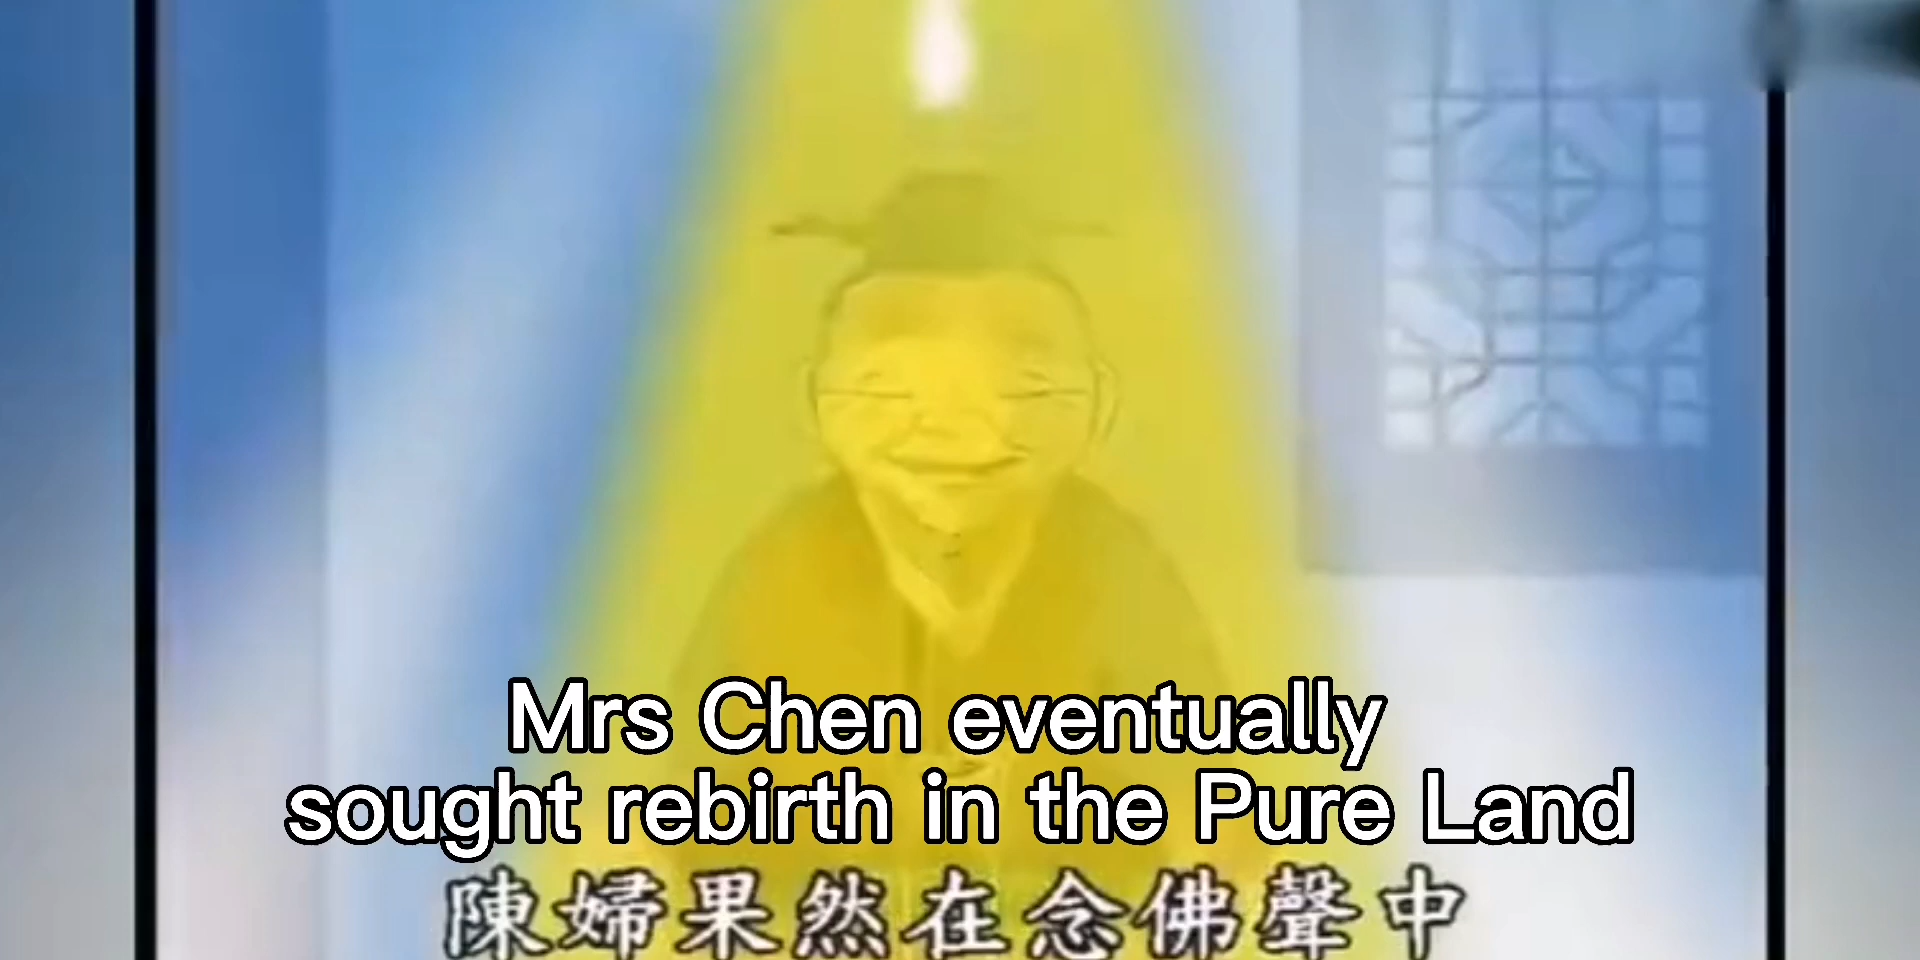 Mrs Chen eventually
sought rebirth in the Pure Land
陳婦果然在念佛聲中